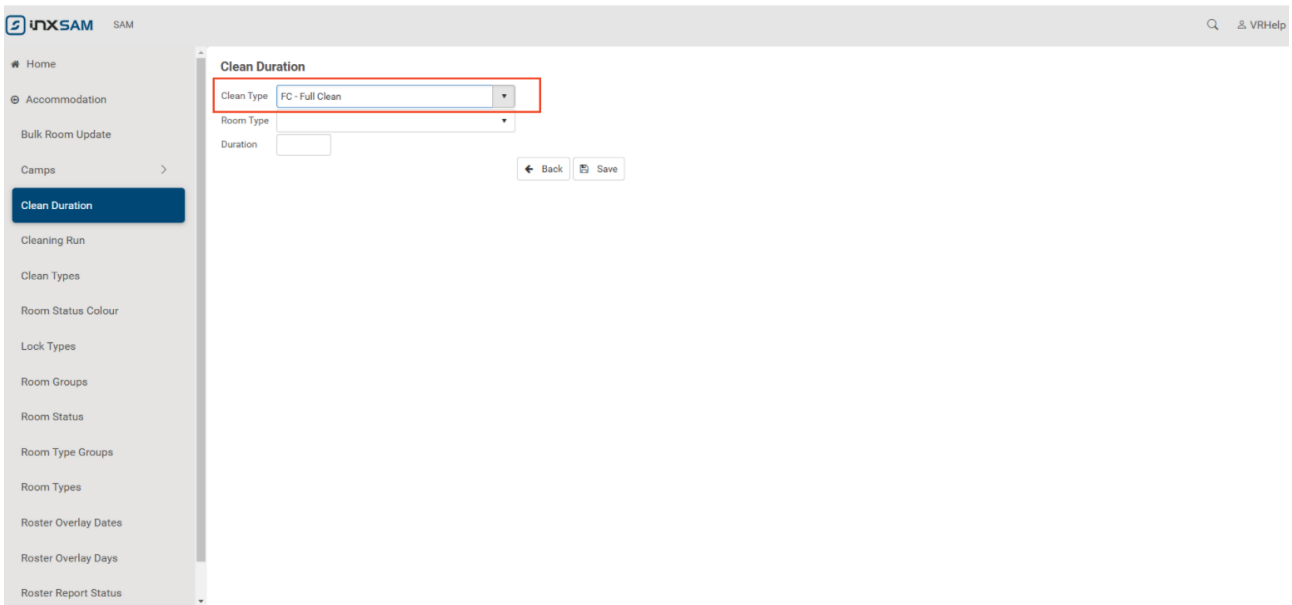 inxSAM SAM VRHelp
Home
Accommodation
Bulk Room Update
Camps
Clean Duration
Cleaning Run
Clean Types
Room Status Colour
Lock Types
Room Groups
Room Status
Room Type Groups
Room Types
Roster Overlay Dates
Roster Overlay Days
Roster Report Status
Clean Duration
Clean Type FC - Full Clean
Room Type
Duration
Back Save